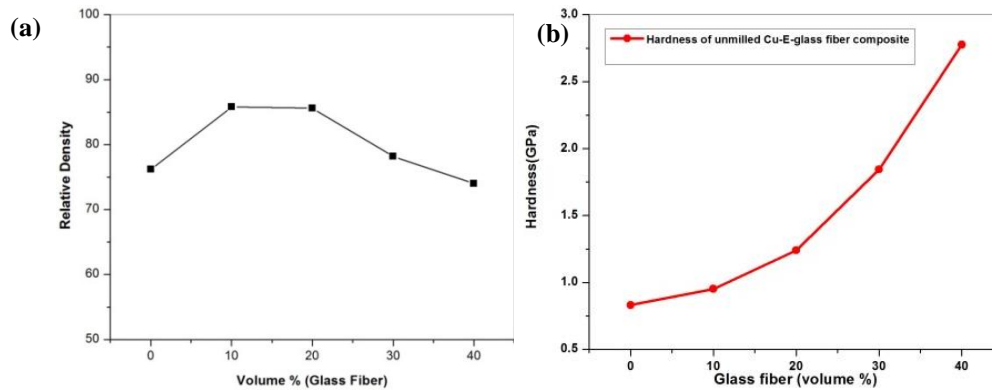 (a)
100
90
80
70
60
50
Relative Density
0 10 20 30 40
Volume % (Glass Fiber)
(b)
3.0
2.5
2.0
1.5
1.0
0.5
Hardness(GPa)
Hardness of unmilled Cu-E-glass fiber composite
0 10 20 30 40
Glass fiber (volume %)